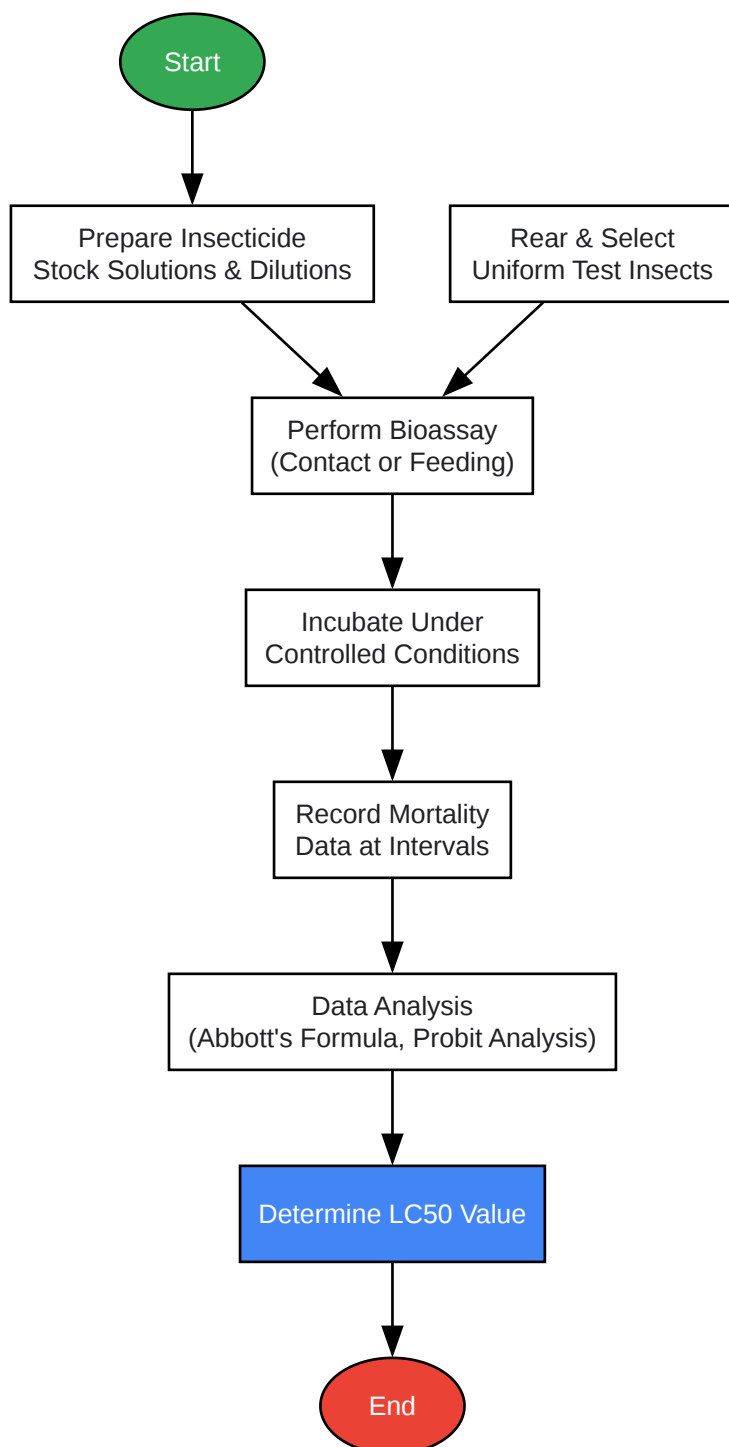 Start
Prepare Insecticide
Stock Solutions & Dilutions
Rear & Select
Uniform Test Insects
Perform Bioassay
(Contact or Feeding)
Incubate Under
Controlled Conditions
Record Mortality
Data at Intervals
Data Analysis
(Abbott's Formula, Probit Analysis)
Determine LC50 Value
End